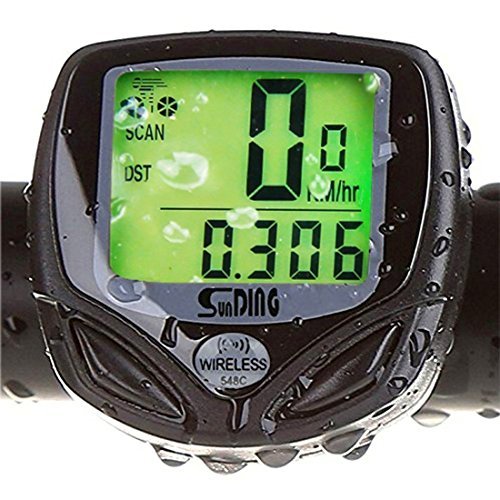 SCAN
0.0
DST
KM/hr
0.306
SunDING
WIRELESS
548C